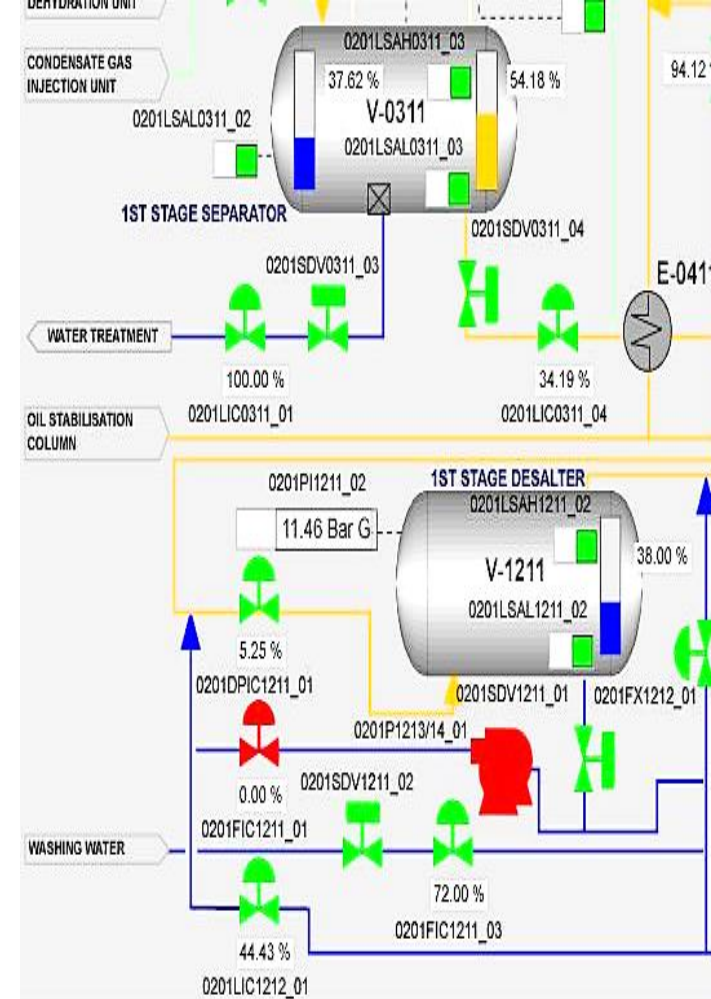 DEHYDRATION UNIT
CONDENSATE GAS
INJECTION UNIT
0201LSAH0311_03
37.62 %
54.18 %
94.12
0201LSAL0311_02
V-0311
0201LSAL0311_03
1ST STAGE SEPARATOR
0201SDV0311_04
0201SDV0311_03
E-0411
WATER TREATMENT
100.00 %
34.19 %
0201LIC0311_01
0201LIC0311_04
OIL STABILISATION
COLUMN
0201PI1211_02
1ST STAGE DESALTER
0201LSAH1211_02
11.46 Bar G
38.00 %
V-1211
0201LSAL1211_02
5.25 %
0201DPIC1211_01
0201SDV1211_01
0201FX1212_01
0201P1213/14_01
0201SDV1211_02
0.00 %
0201FIC1211_01
WASHING WATER
72.00 %
0201FIC1211_03
44.43 %
0201LIC1212_01